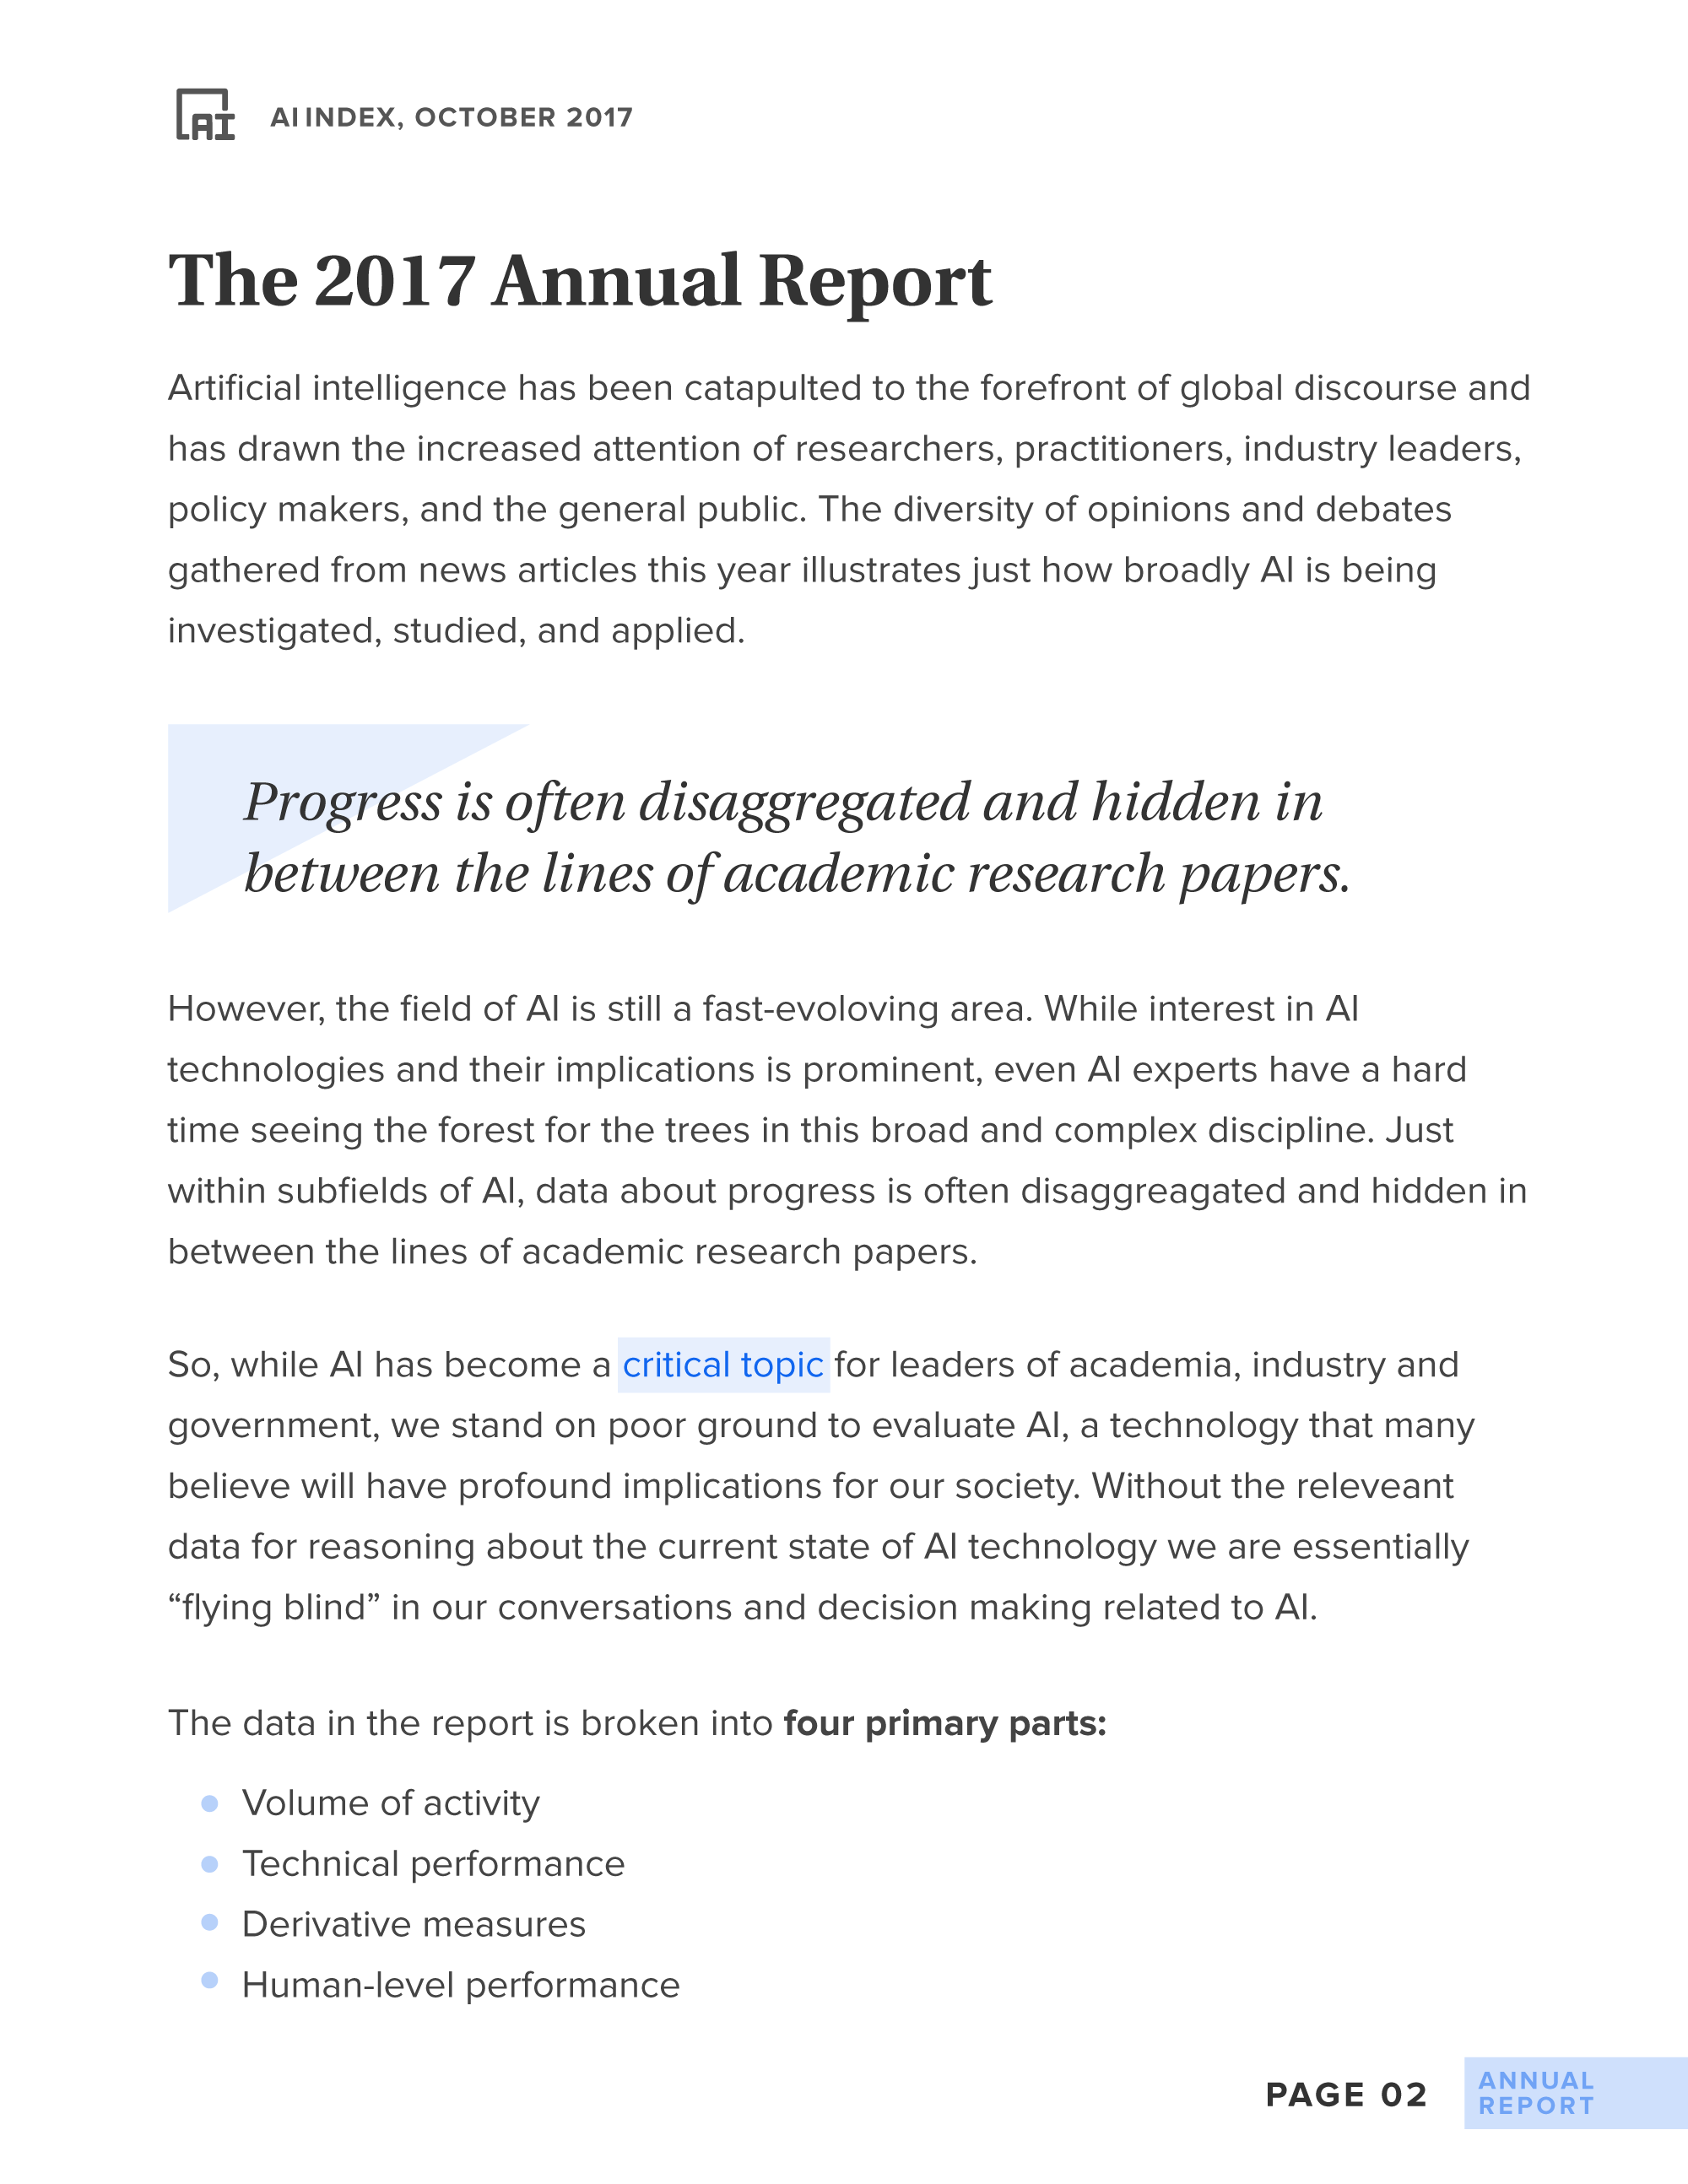 AI
AI INDEX, OCTOBER 2017
The 2017 Annual Report
Artificial intelligence has been catapulted to the forefront of global discourse and
has drawn the increased attention of researchers, practitioners, industry leaders,
policy makers, and the general public. The diversity of opinions and debates
gathered from news articles this year illustrates just how broadly AI is being
investigated, studied, and applied.
Progress is often disaggregated and hidden in
between the lines of academic research papers.
However, the field of AI is still a fast-evoloving area. While interest in AI
technologies and their implications is prominent, even AI experts have a hard
time seeing the forest for the trees in this broad and complex discipline. Just
within subfields of AI, data about progress is often disaggreagated and hidden in
between the lines of academic research papers.
So, while AI has become a critical topic for leaders of academia, industry and
government, we stand on poor ground to evaluate AI, a technology that many
believe will have profound implications for our society. Without the releveant
data for reasoning about the current state of AI technology we are essentially
“flying blind” in our conversations and decision making related to AI.
The data in the report is broken into four primary parts:
Volume of activity
Technical performance
Derivative measures
Human-level performance
PAGE 02
ANNUAL
REPORT